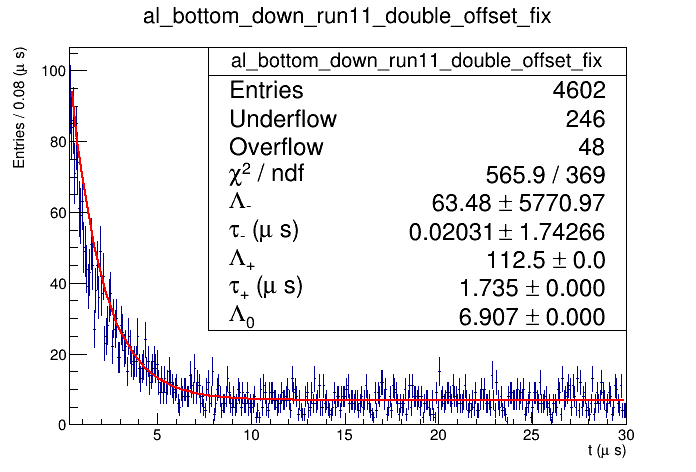 al_bottom_down_run11_double_offset_fix
Entries / 0.08 (μ s)
al_bottom_down_run11_double_offset_fix
Entries 4602
Underflow 246
Overflow 48
χ² / ndf 565.9 / 369
Λ₋ 63.48 ± 5770.97
τ₋ (μ s) 0.02031 ± 1.74266
Λ₊ 112.5 ± 0.0
τ₊ (μ s) 1.735 ± 0.000
Λ₀ 6.907 ± 0.000
100
80
60
40
20
0
5 10 15 20 25 30
t (μ s)